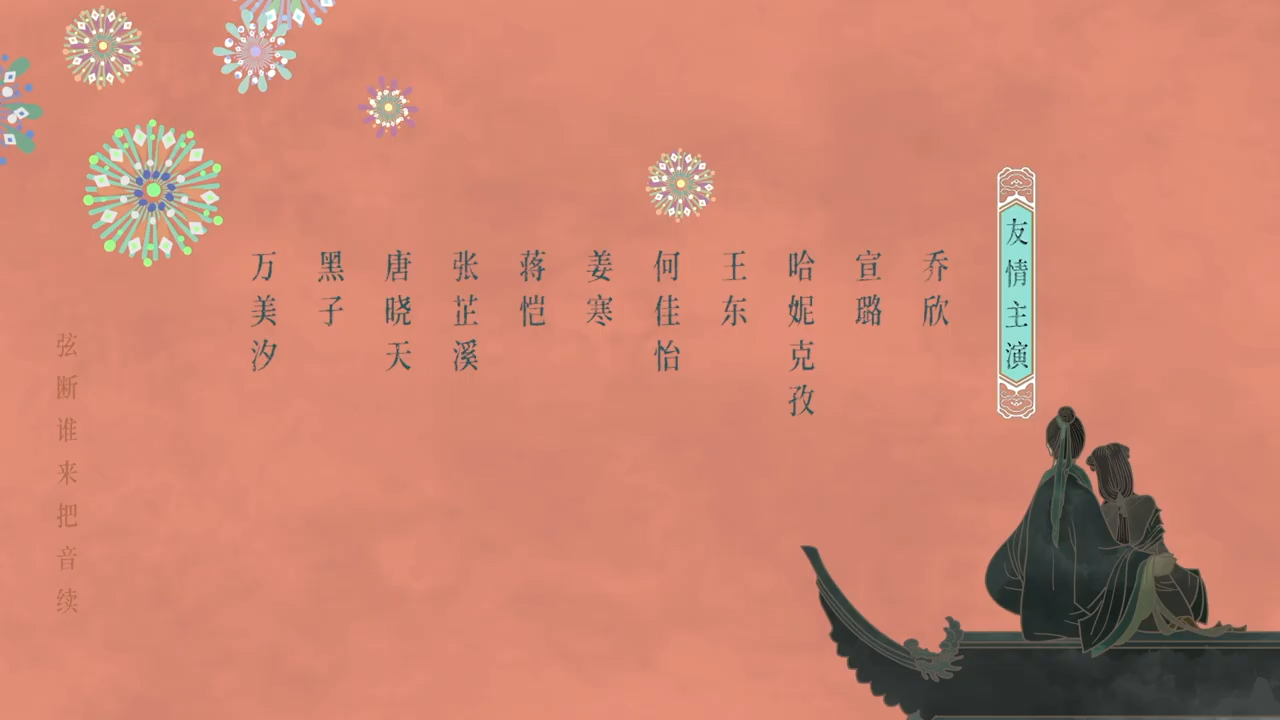 友情主演
乔欣
宣璐
哈妮克孜
王东
何佳怡
姜寒
蒋恺
张芷溪
唐晓天
黑子
万美汐
弦断谁来把音续